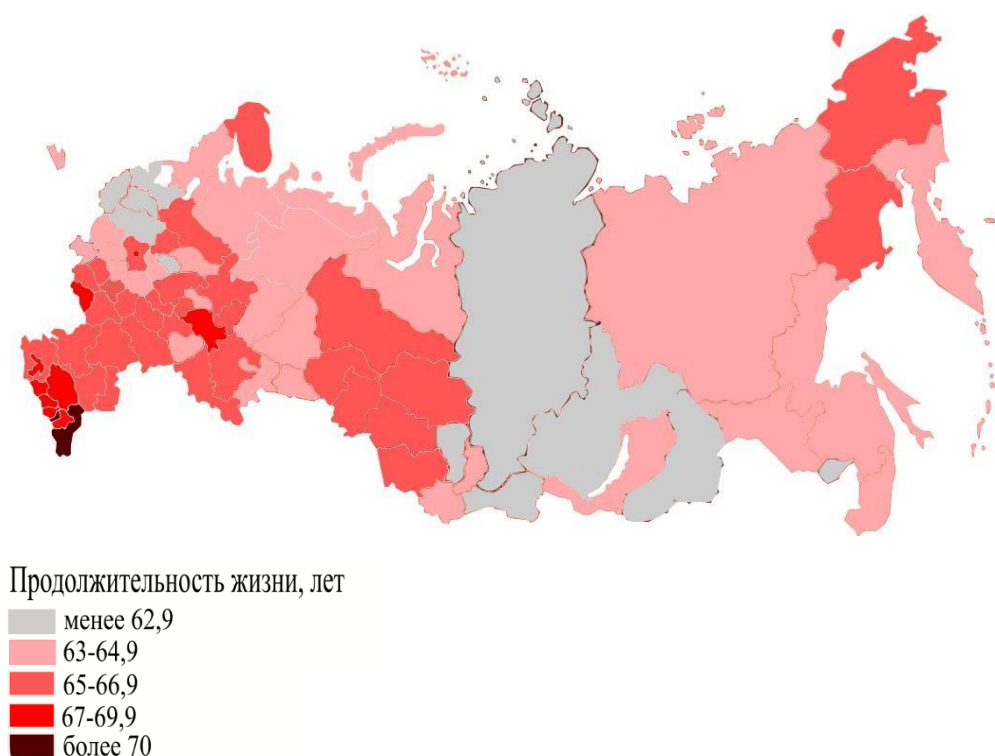 Продолжительность жизни, лет
менее 62,9
63-64,9
65-66,9
67-69,9
более 70